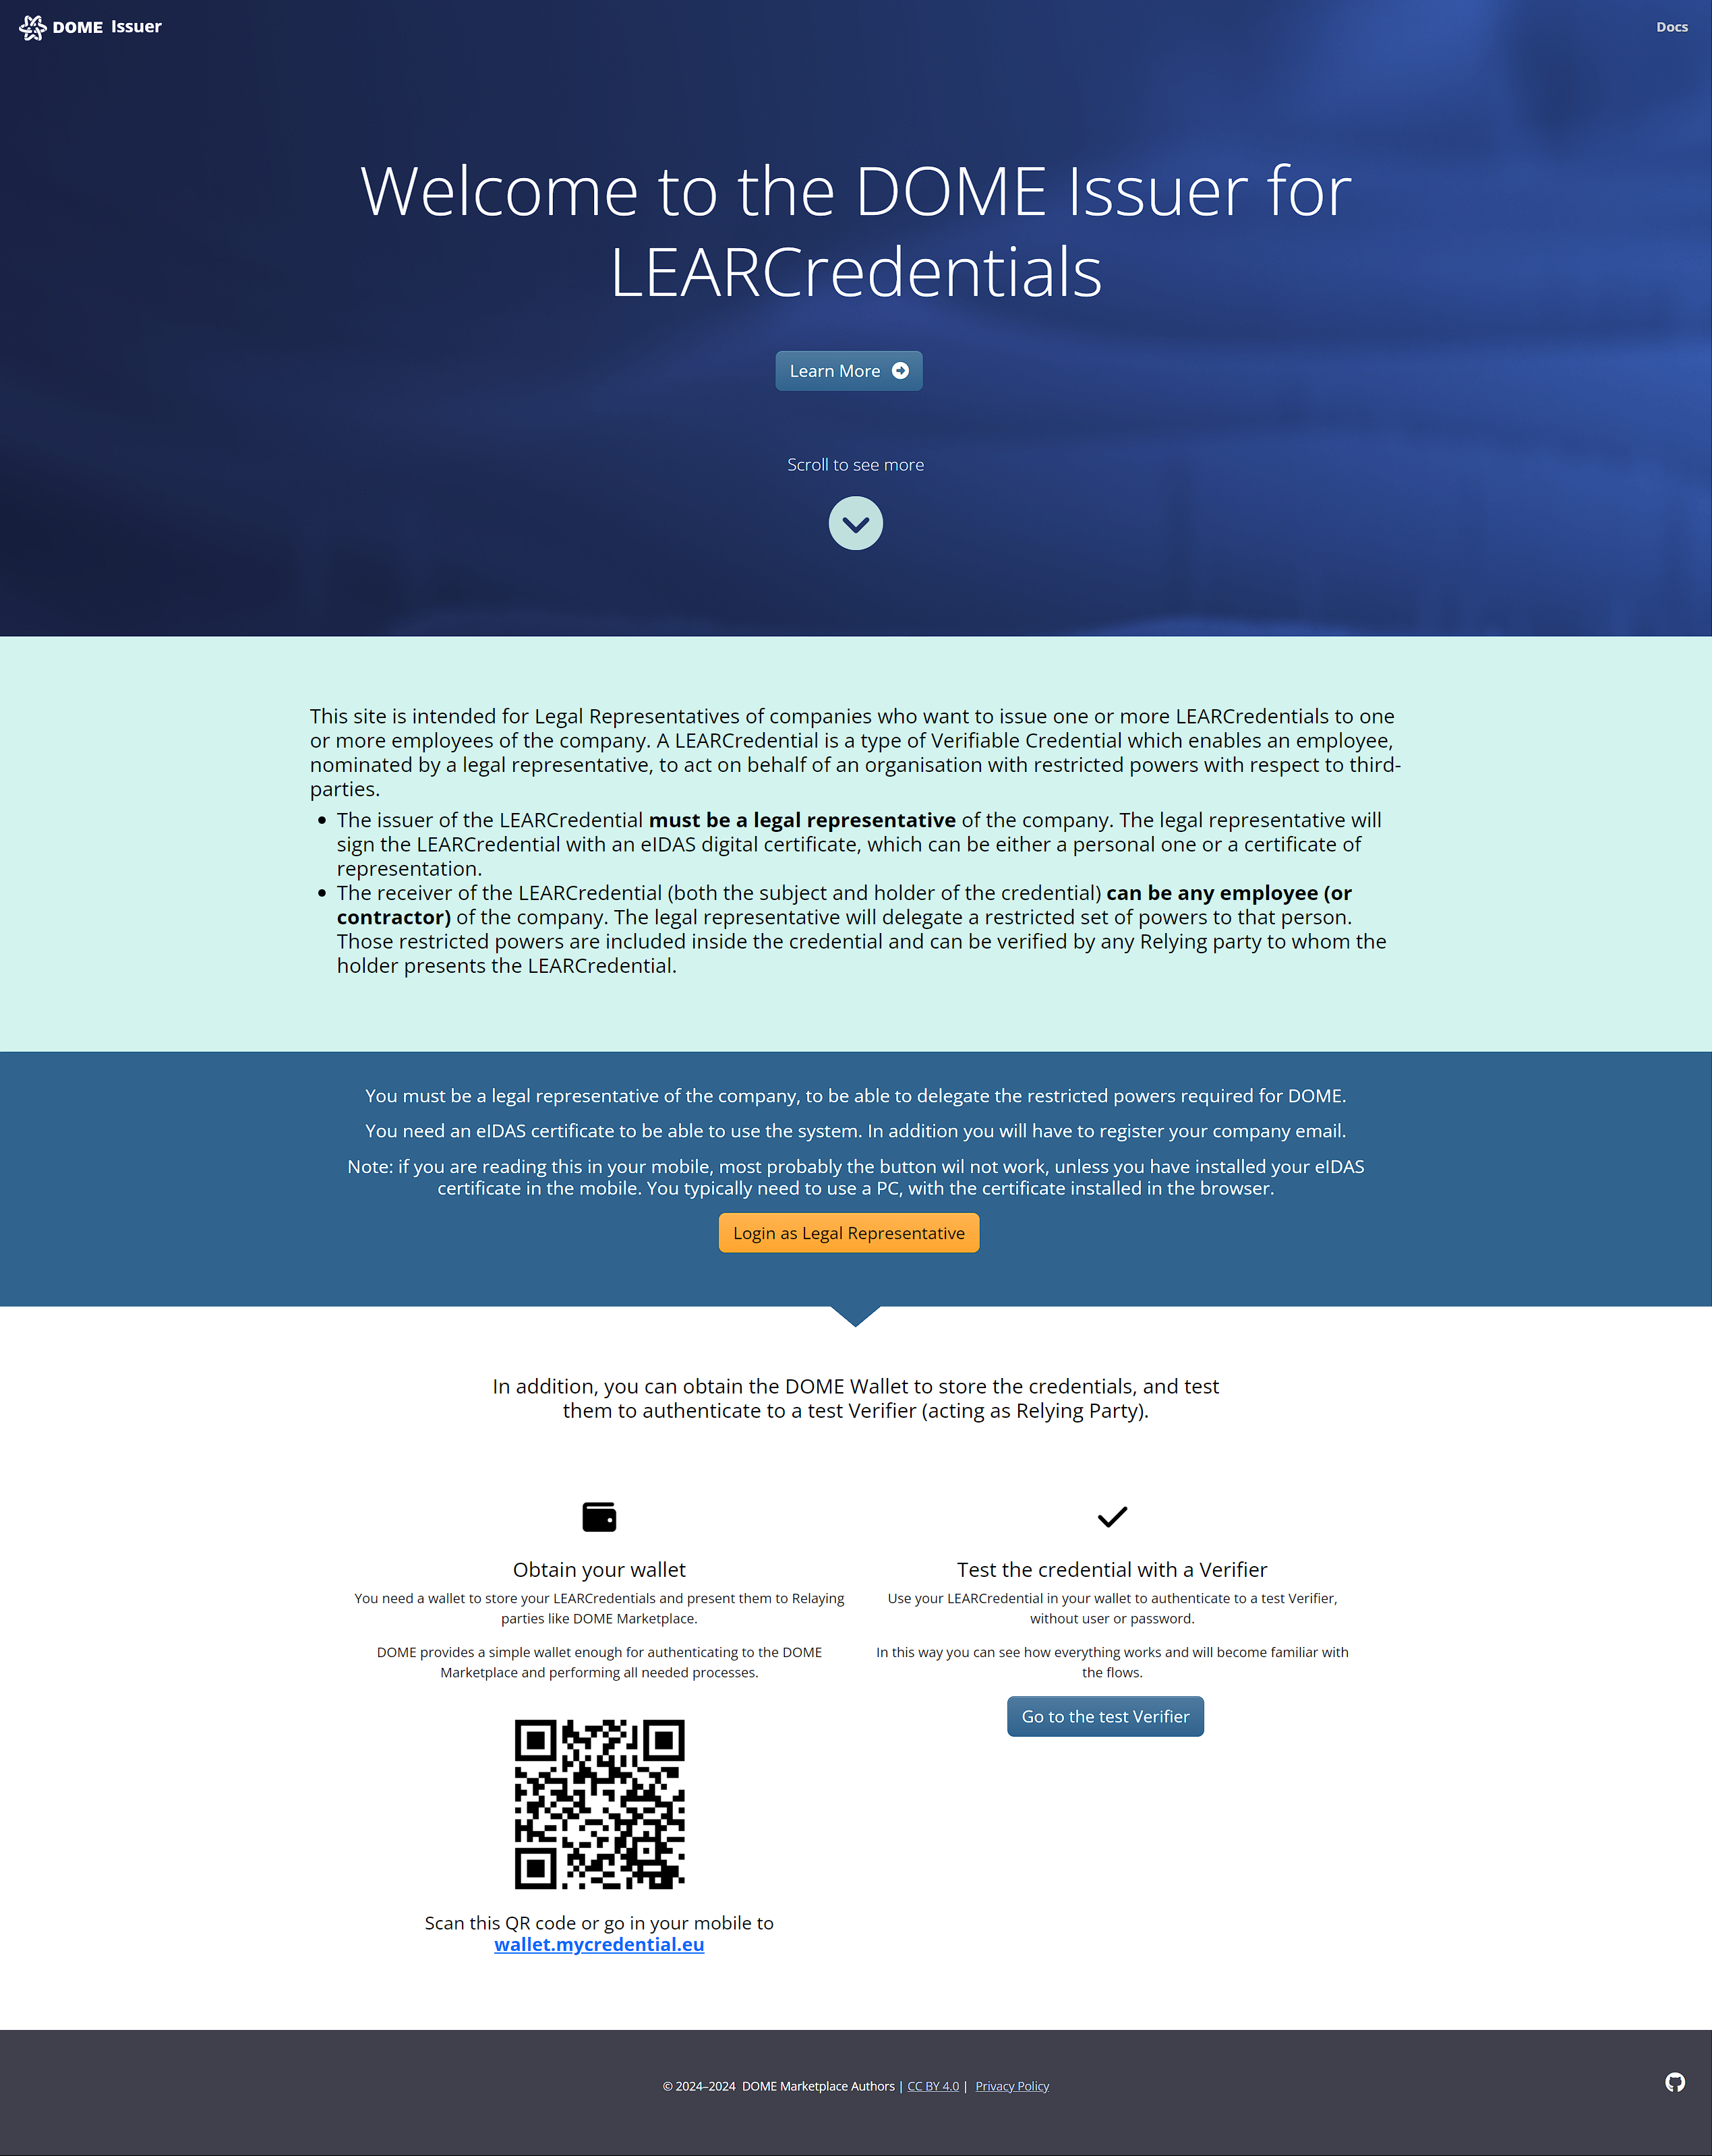 DOME Issuer
Docs
Welcome to the DOME Issuer for
LEARCredentials
Learn More
Scroll to see more
This site is intended for Legal Representatives of companies who want to issue one or more LEARCredentials to one
or more employees of the company. A LEARCredential is a type of Verifiable Credential which enables an employee,
nominated by a legal representative, to act on behalf of an organisation with restricted powers with respect to third-
parties.
• The issuer of the LEARCredential must be a legal representative of the company. The legal representative will
sign the LEARCredential with an eIDAS digital certificate, which can be either a personal one or a certificate of
representation.
• The receiver of the LEARCredential (both the subject and holder of the credential) can be any employee (or
contractor) of the company. The legal representative will delegate a restricted set of powers to that person.
Those restricted powers are included inside the credential and can be verified by any Relying party to whom the
holder presents the LEARCredential.
You must be a legal representative of the company, to be able to delegate the restricted powers required for DOME.
You need an eIDAS certificate to be able to use the system. In addition you will have to register your company email.
Note: if you are reading this in your mobile, most probably the button wil not work, unless you have installed your eIDAS
certificate in the mobile. You typically need to use a PC, with the certificate installed in the browser.
Login as Legal Representative
In addition, you can obtain the DOME Wallet to store the credentials, and test
them to authenticate to a test Verifier (acting as Relying Party).
Obtain your wallet
You need a wallet to store your LEARCredentials and present them to Relaying
parties like DOME Marketplace.
DOME provides a simple wallet enough for authenticating to the DOME
Marketplace and performing all needed processes.
Scan this QR code or go in your mobile to
wallet.mycredential.eu
Test the credential with a Verifier
Use your LEARCredential in your wallet to authenticate to a test Verifier,
without user or password.
In this way you can see how everything works and will become familiar with
the flows.
Go to the test Verifier
© 2024–2024 DOME Marketplace Authors | CC BY 4.0 | Privacy Policy